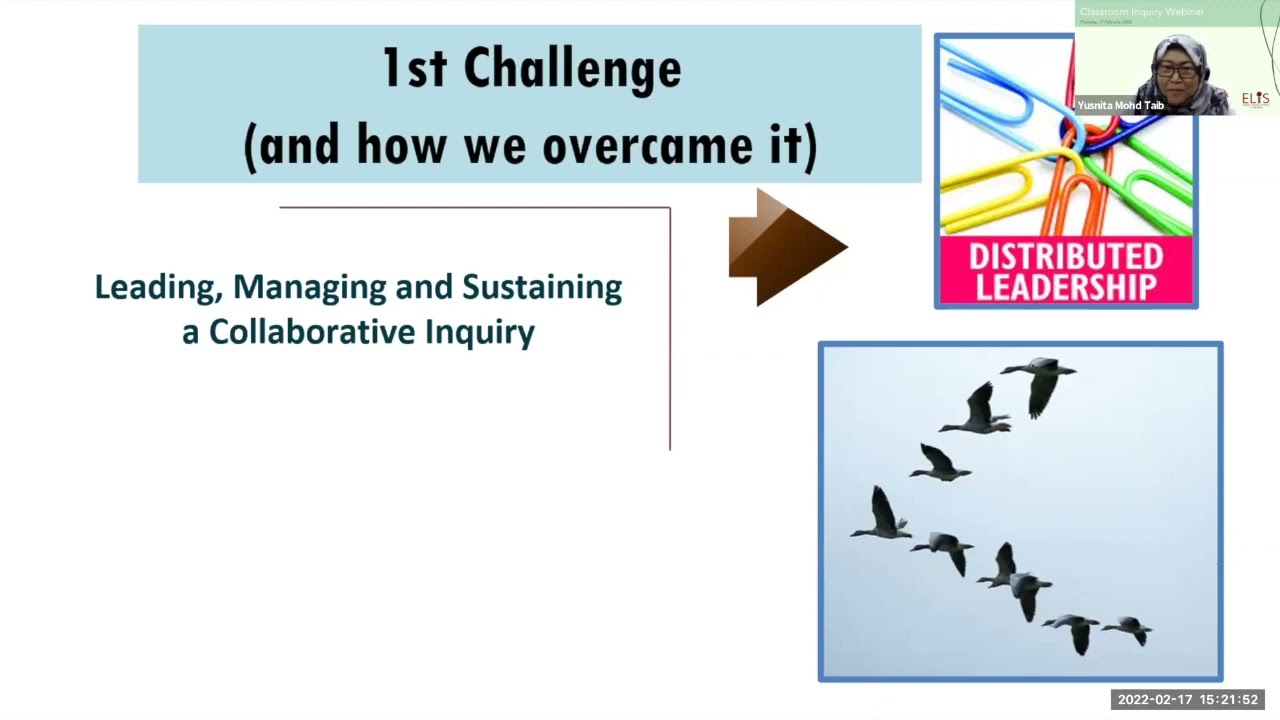 1st Challenge
(and how we overcame it)
Leading, Managing and Sustaining
a Collaborative Inquiry
DISTRIBUTED
LEADERSHIP
Classroom Inquiry Webinar
Thursday, 17 February, 2022
Yusnita Mohd Taib
ELIS
2022-02-17 15:21:52